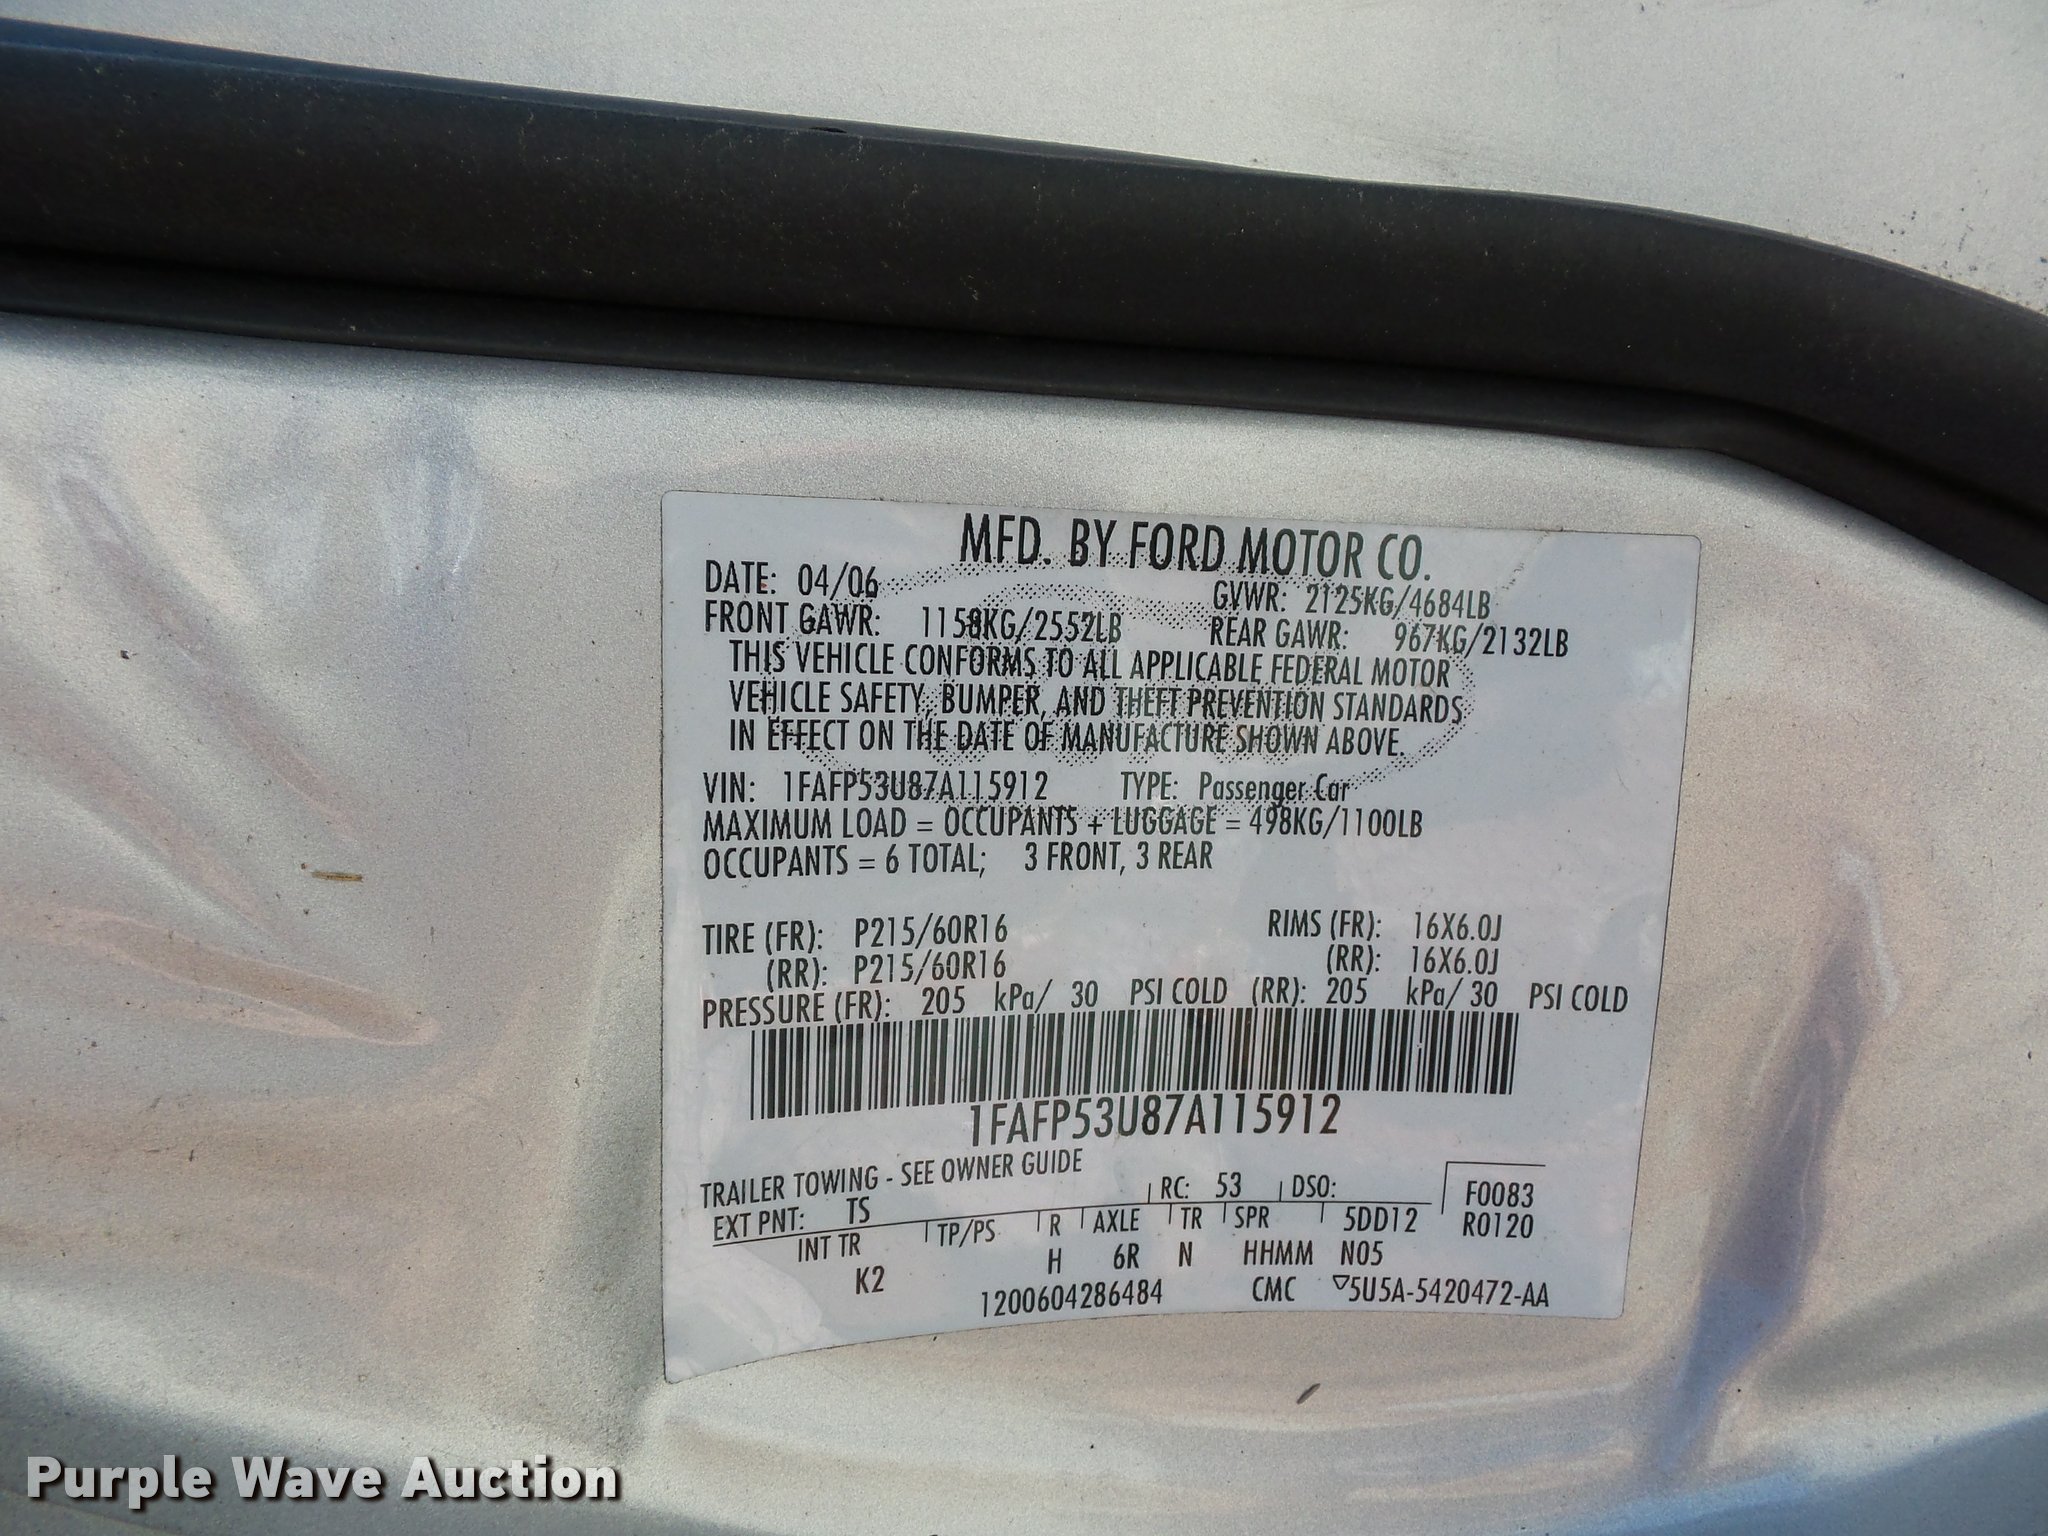 MFD. BY FORD MOTOR CO.
DATE: 04/06 GVWR: 2125KG/4684LB
FRONT GAWR: 1158KG/2552LB REAR GAWR: 967KG/2132LB
THIS VEHICLE CONFORMS TO ALL APPLICABLE FEDERAL MOTOR
VEHICLE SAFETY, BUMPER, AND THEFT PREVENTION STANDARDS
IN EFFECT ON THE DATE OF MANUFACTURE SHOWN ABOVE.
VIN: 1FAFP53U87A115912 TYPE: Passenger Car
MAXIMUM LOAD = OCCUPANTS + LUGGAGE = 498KG/1100LB
OCCUPANTS = 6 TOTAL; 3 FRONT, 3 REAR
TIRE (FR): P215/60R16 RIMS (FR): 16X6.0J
(RR): P215/60R16 (RR): 16X6.0J
PRESSURE (FR): 205 kPa/ 30 PSI COLD (RR): 205 kPa/ 30 PSI COLD
1FAFP53U87A115912
TRAILER TOWING - SEE OWNER GUIDE
EXT PNT: TS RC: 53 DSO: F0083
INT TR TP/PS R AXLE TR SPR 5DD12 R0120
K2 H 6R N HHMM N05
1200604286484 CMC ▽5U5A-5420472-AA
Purple Wave Auction